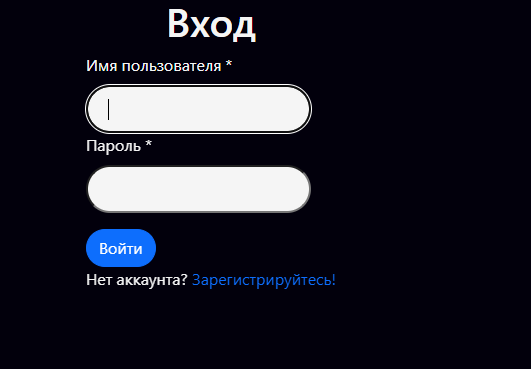 Вход
Имя пользователя *
Пароль *
Войти
Нет аккаунта? Зарегистрируйтесь!